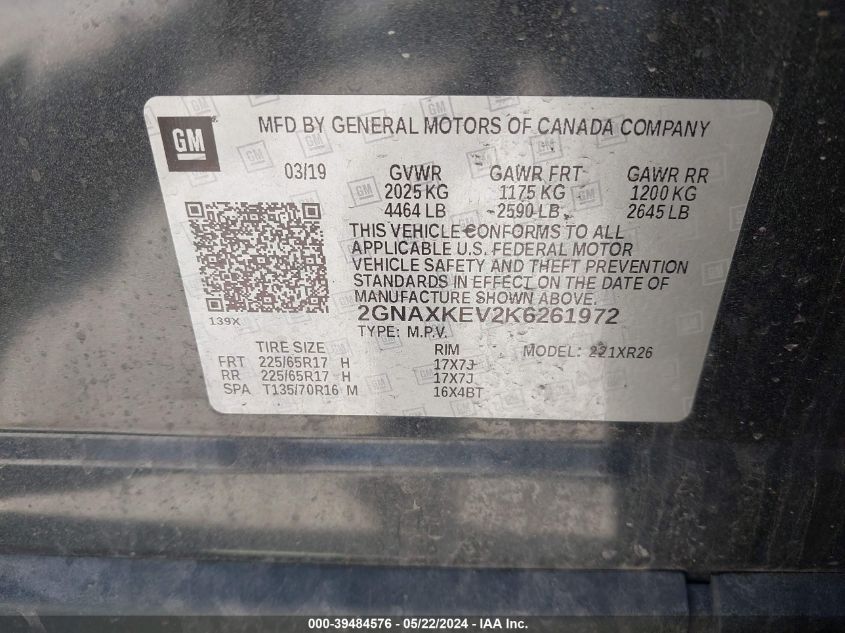 GM
MFD BY GENERAL MOTORS OF CANADA COMPANY
03/19 GVWR GAWR FRT GAWR RR
2025 KG 1175 KG 1200 KG
4464 LB 2590 LB 2645 LB
THIS VEHICLE CONFORMS TO ALL
APPLICABLE U.S. FEDERAL MOTOR
VEHICLE SAFETY AND THEFT PREVENTION
STANDARDS IN EFFECT ON THE DATE OF
MANUFACTURE SHOWN ABOVE.
139X
2GNAXKEV2K6261972
TYPE: M.P.V.
TIRE SIZE RIM MODEL: 221XR26
FRT 225/65R17 H 17X7J
RR 225/65R17 H 17X7J
SPA T135/70R16 M 16X4BT
000-39484576 - 05/22/2024 - IAA Inc.